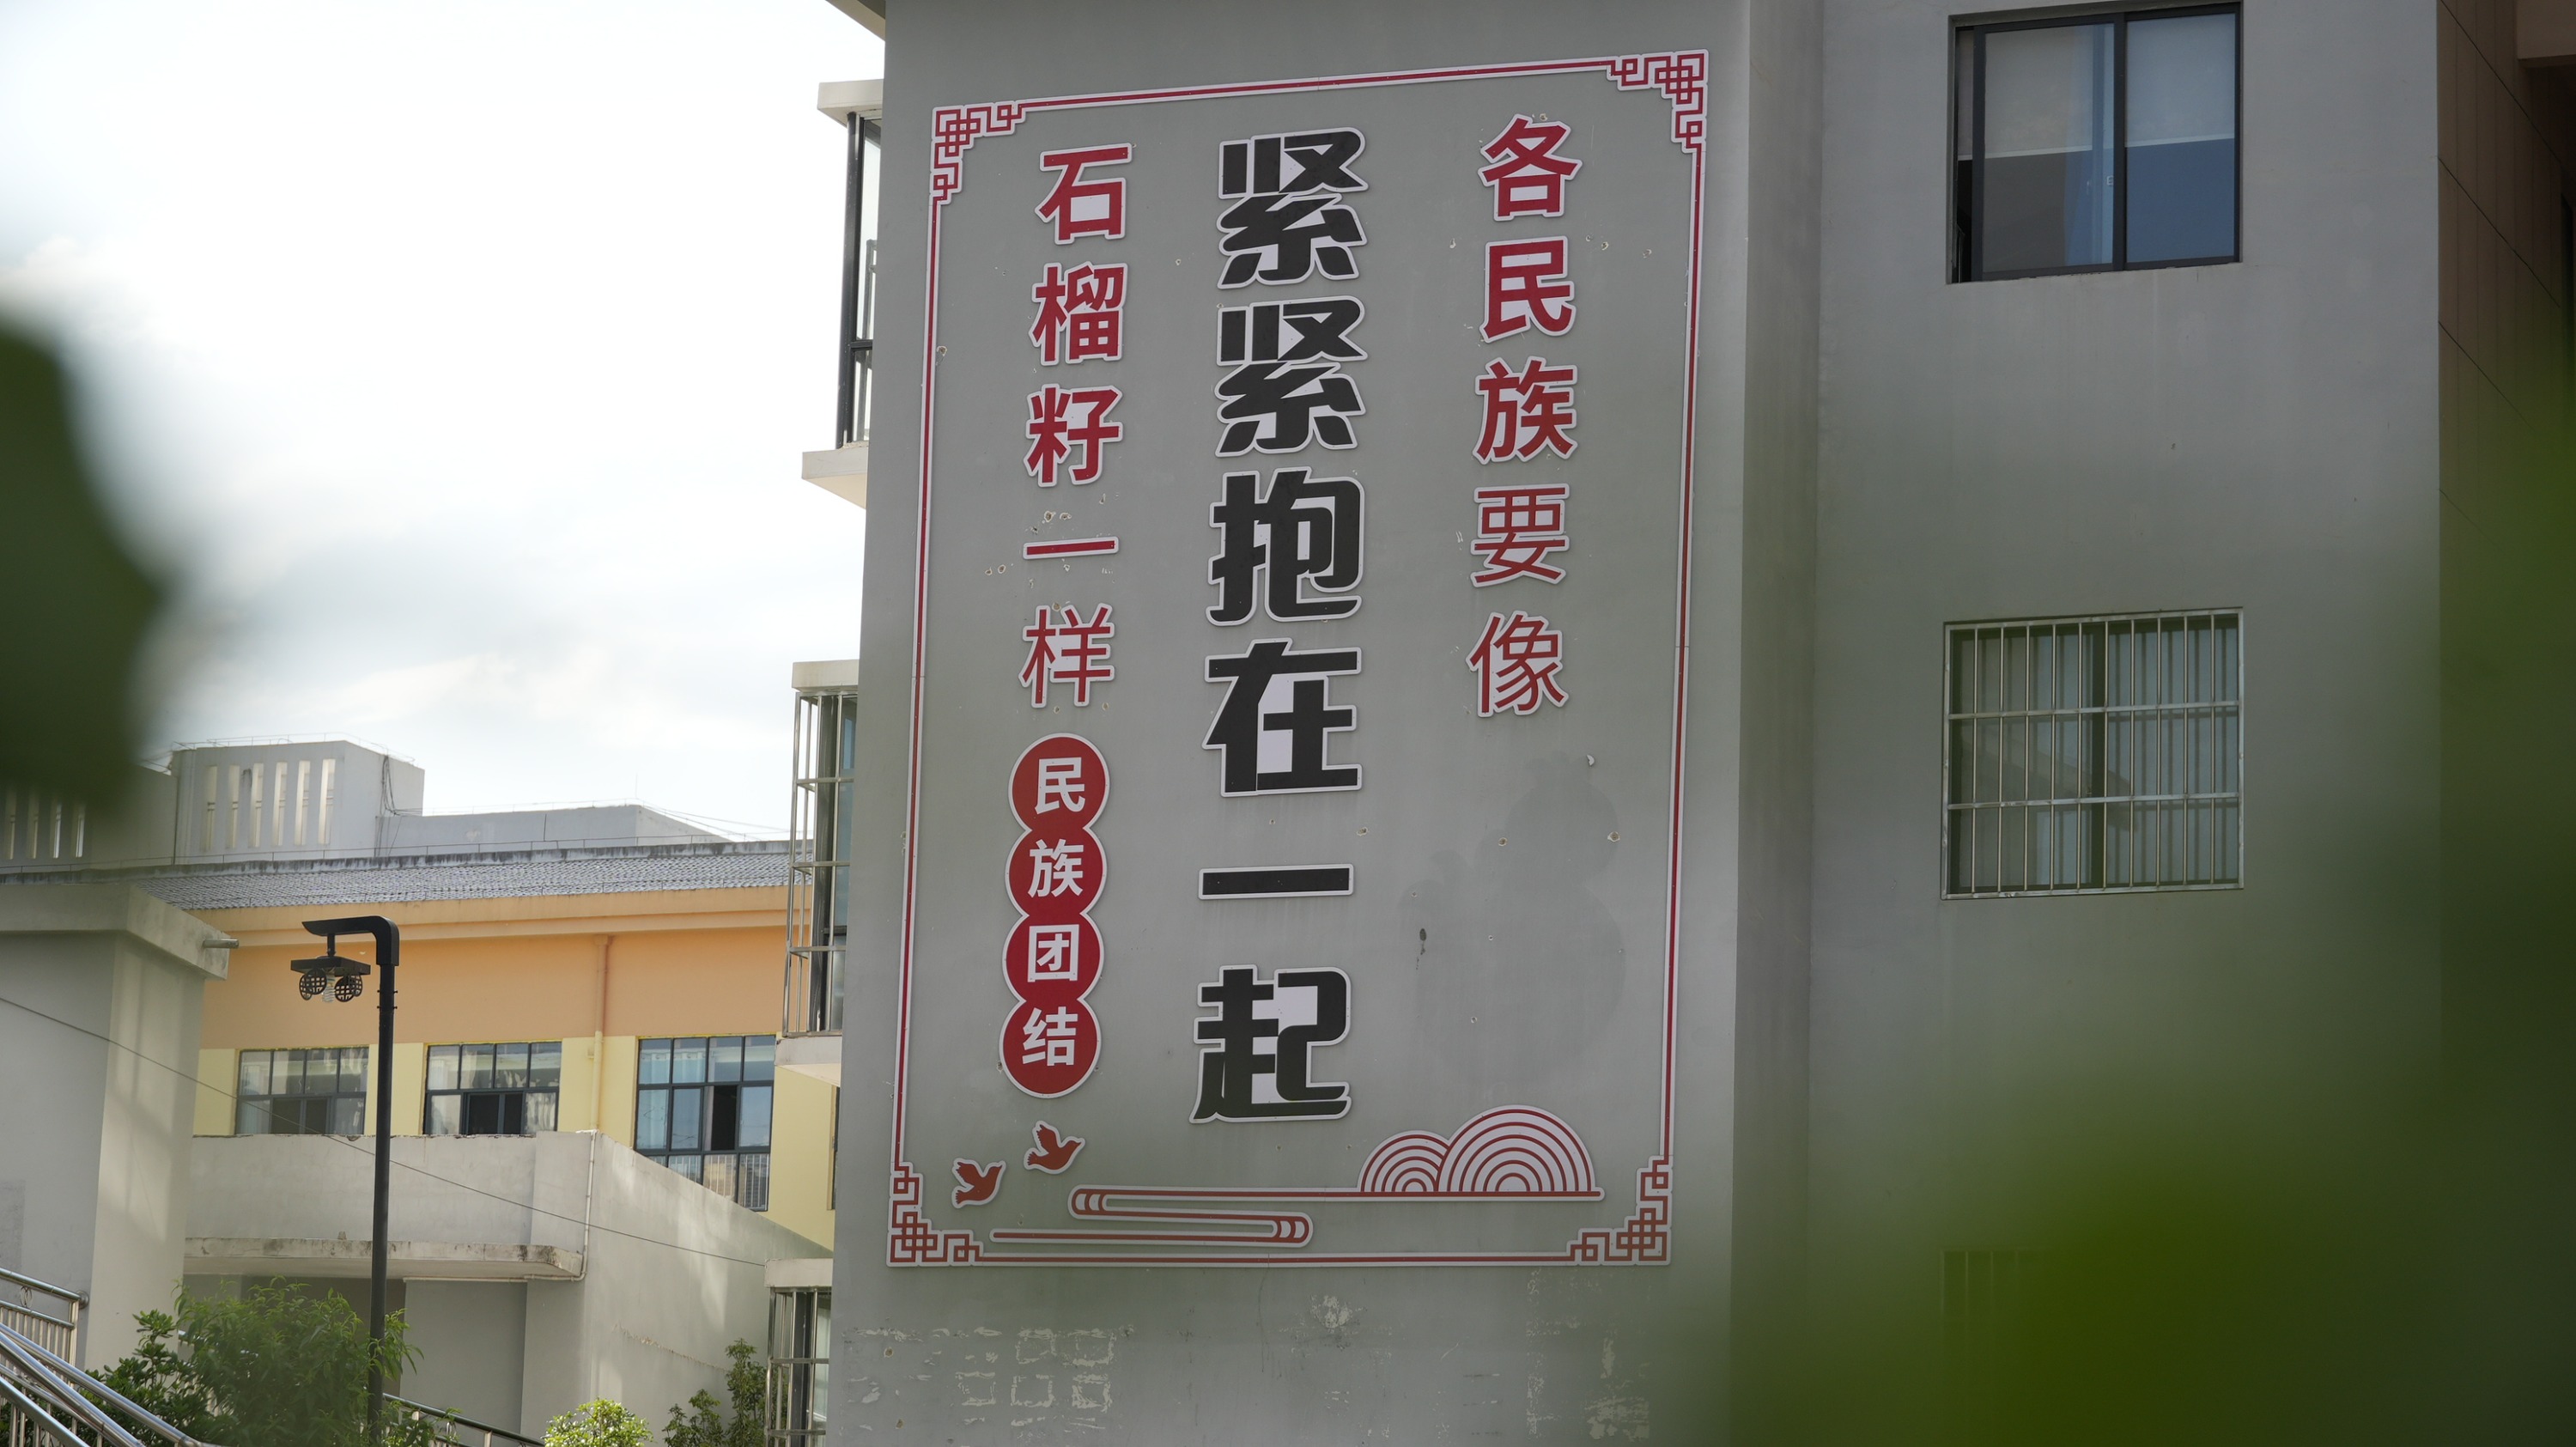 各民族要像
石榴籽一样
紧紧抱在一起
民族团结